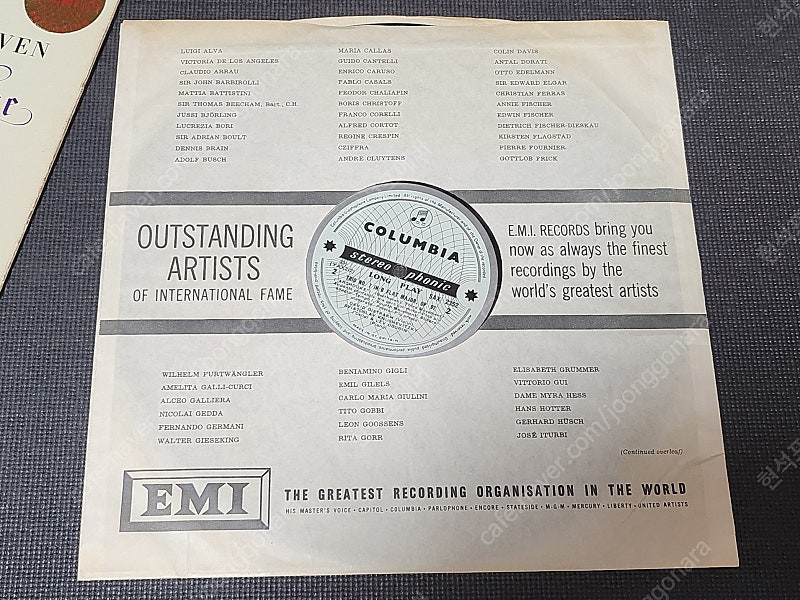 VEN
LUIGI ALVA
VICTORIA DE LOS ANGELES
CLAUDIO ARRAU
SIR JOHN BARBIROLLI
MATTIA BATTISTINI
SIR THOMAS BEECHAM, Bart., C.H.
JUSSI BJÖRLING
LUCREZIA BORI
SIR ADRIAN BOULT
DENNIS BRAIN
ADOLF BUSCH
MARIA CALLAS
GUIDO CANTELLI
ENRICO CARUSO
PABLO CASALS
FEODOR CHALIAPIN
BORIS CHRISTOFF
FRANCO CORELLI
ALFRED CORTOT
REGINE CRESPIN
CZIFFRA
ANDRE CLUYTENS
COLIN DAVIS
ANTAL DORATI
OTTO EDELMANN
SIR EDWARD ELGAR
CHRISTIAN FERRAS
ANNIE FISCHER
EDWIN FISCHER
DIETRICH FISCHER-DIESKAU
KIRSTEN FLAGSTAD
PIERRE FOURNIER
GOTTLOB FRICK
OUTSTANDING
ARTISTS
OF INTERNATIONAL FAME
COLUMBIA
stereo phonic
LONG PLAY
SAX 2352
2
2
E.M.I. RECORDS bring you
now as always the finest
recordings by the
world's greatest artists
WILHELM FURTWÄNGLER
AMELITA GALLI-CURCI
ALCEO GALLIERA
NICOLAI GEDDA
FERNANDO GERMANI
WALTER GIESEKING
BENIAMINO GIGLI
EMIL GILELS
CARLO MARIA GIULINI
TITO GOBBI
LEON GOOSSENS
RITA GORR
ELISABETH GRUMMER
VITTORIO GUI
DAME MYRA HESS
HANS HOTTER
GERHARD HÜSCH
JOSÉ ITURBI
(Continued overleaf)
EMI
THE GREATEST RECORDING ORGANISATION IN THE WORLD
HIS MASTER'S VOICE • CAPITOL • COLUMBIA • PARLOPHONE • ENCORE • STATESIDE • M-G-M • MERCURY • LIBERTY • UNITED ARTISTS